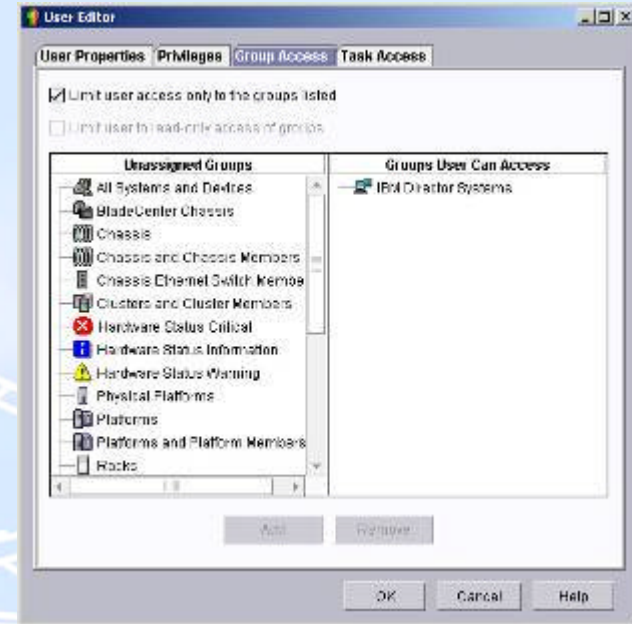 User Editor
User Properties
Privileges
Group Access
Task Access
Limit user access only to the groups listed
Limit user to read-only access of groups
Unassigned Groups
All Systems and Devices
BladeCenter Chassis
Chassis
Chassis and Chassis Members
Chassis Ethernet Switch Membe
Clusters and Cluster Members
Hardware Status Critical
Hardware Status Information
Hardware Status Warning
Physical Platforms
Platforms
Platforms and Platform Members
Racks
Groups User Can Access
IBM Director Systems
Add
Remove
OK
Cancel
Help